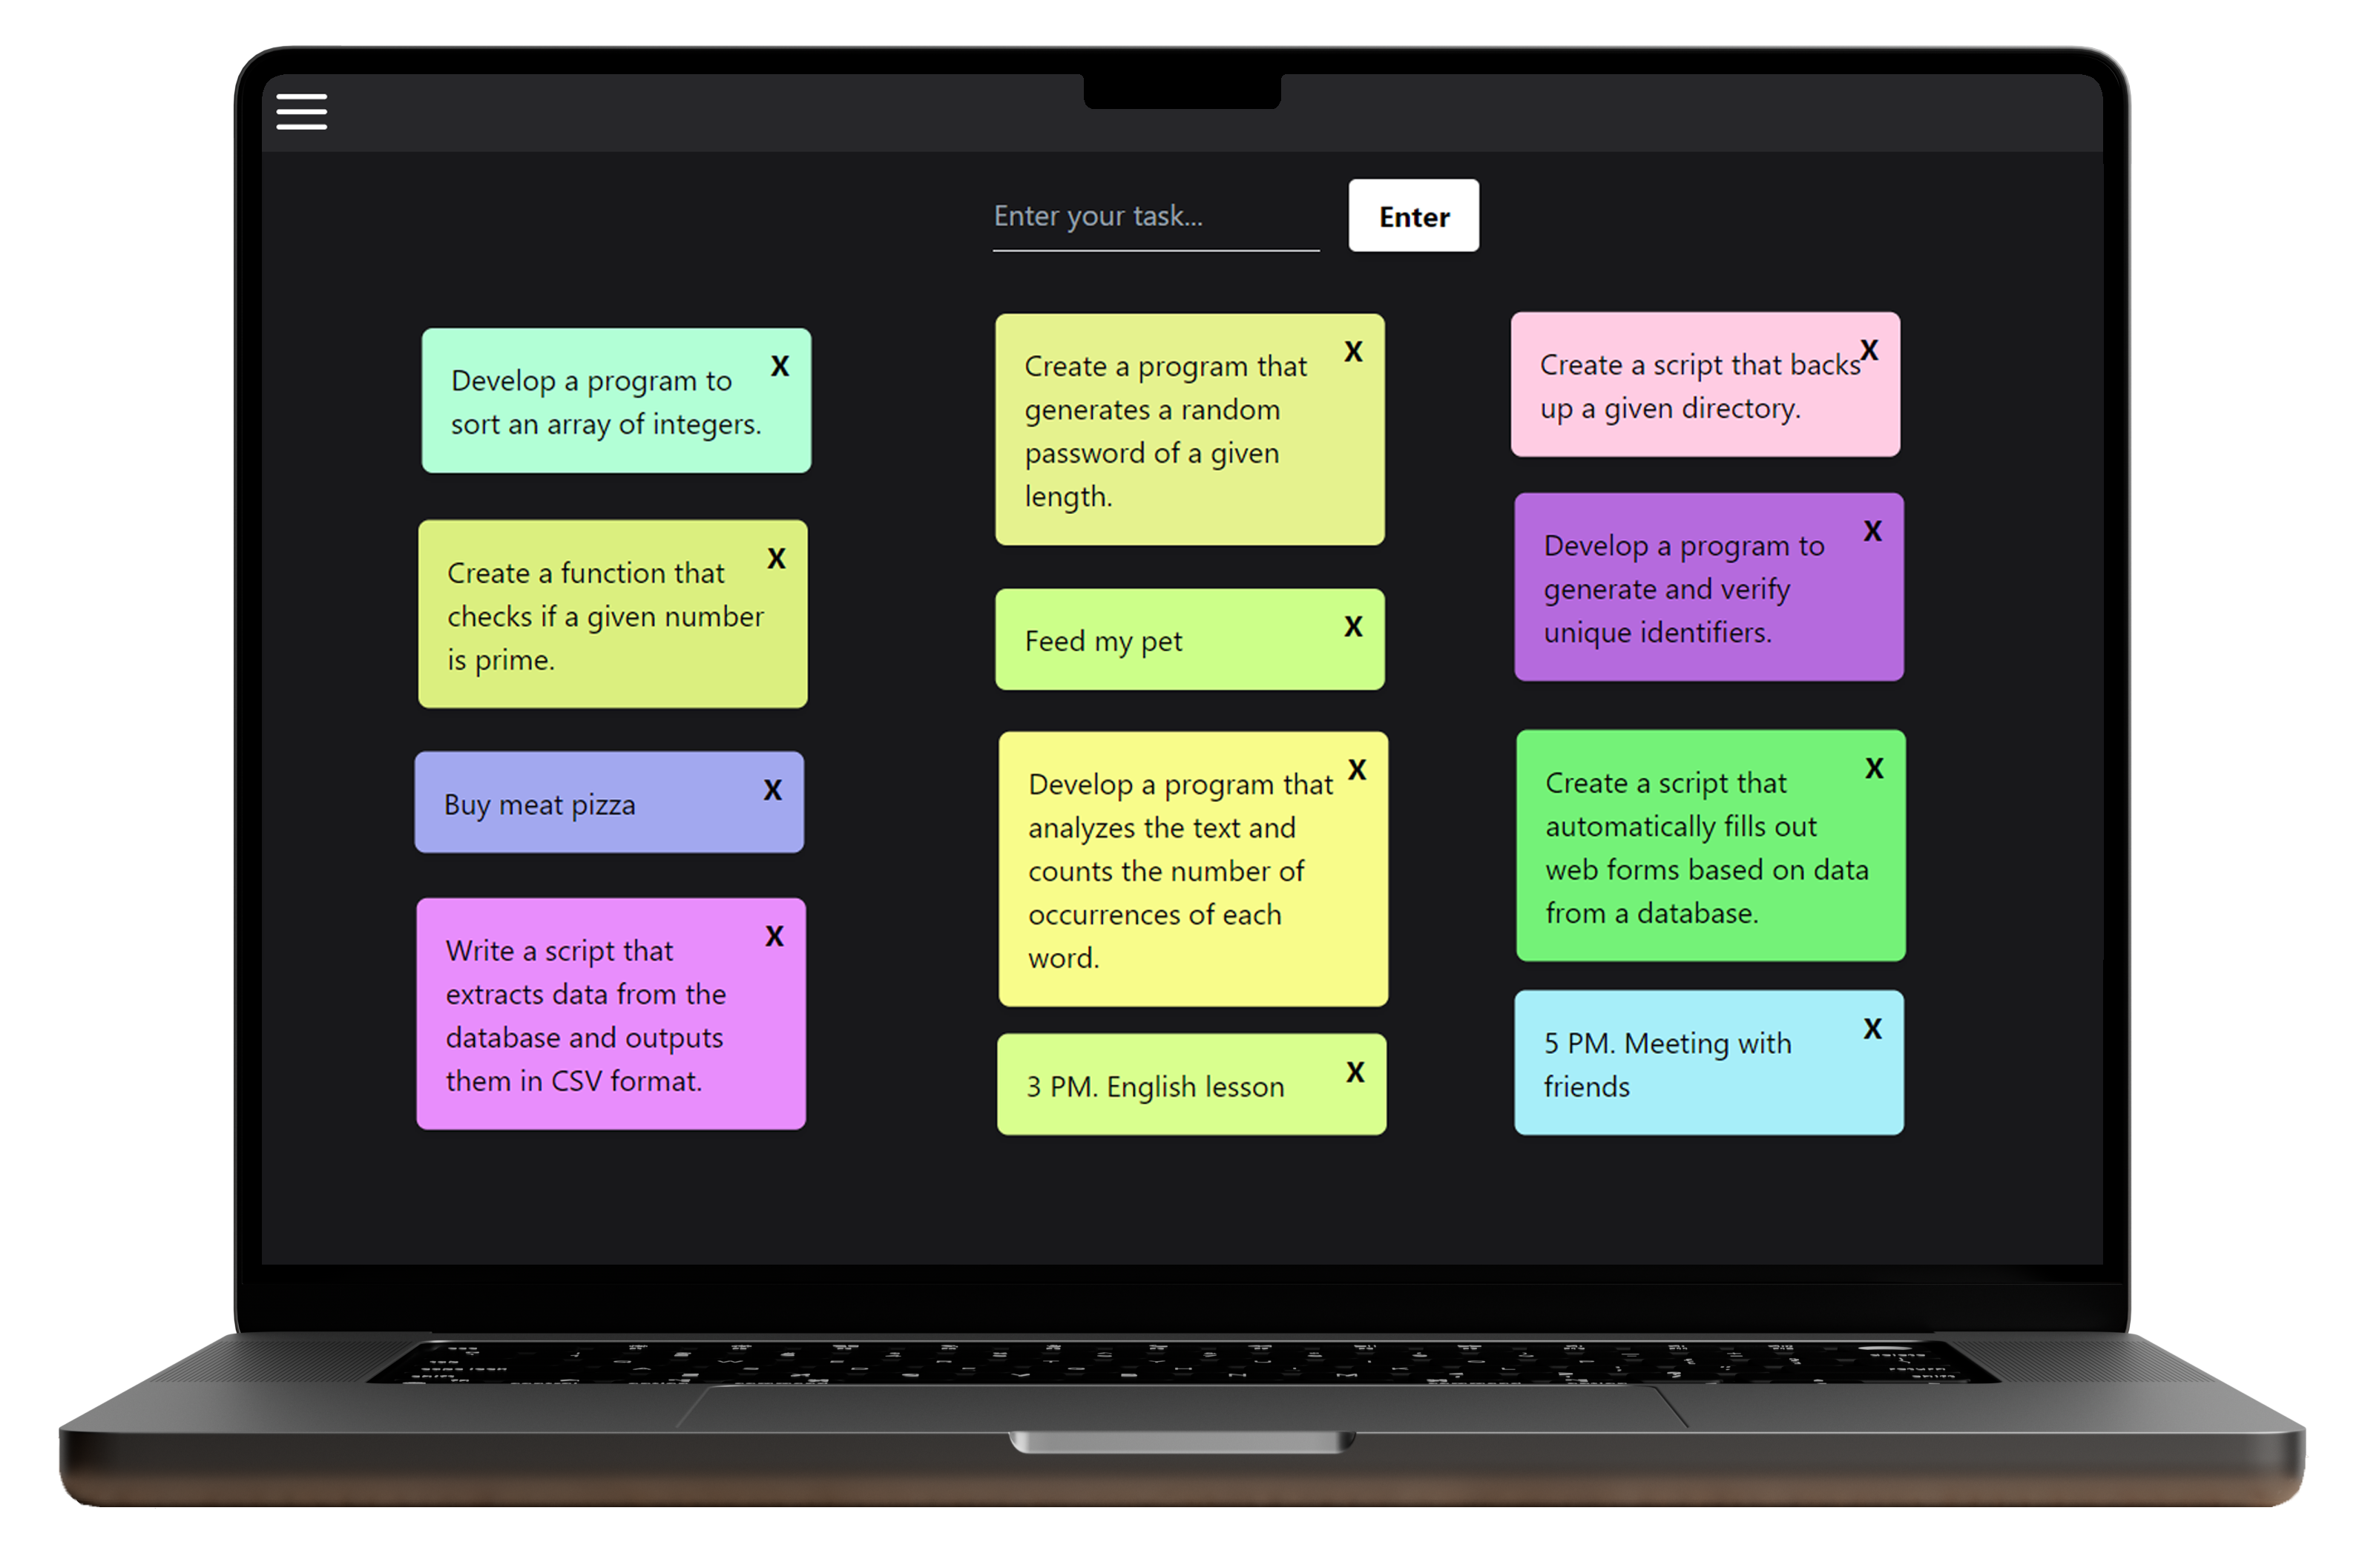 Enter your task...
Enter
X
Develop a program to
sort an array of integers.
X
Create a function that
checks if a given number
is prime.
X
Buy meat pizza
X
Write a script that
extracts data from the
database and outputs
them in CSV format.
X
Create a program that
generates a random
password of a given
length.
X
Feed my pet
X
Develop a program that
analyzes the text and
counts the number of
occurrences of each
word.
X
3 PM. English lesson
X
Create a script that backs
up a given directory.
X
Develop a program to
generate and verify
unique identifiers.
X
Create a script that
automatically fills out
web forms based on data
from a database.
X
5 PM. Meeting with
friends